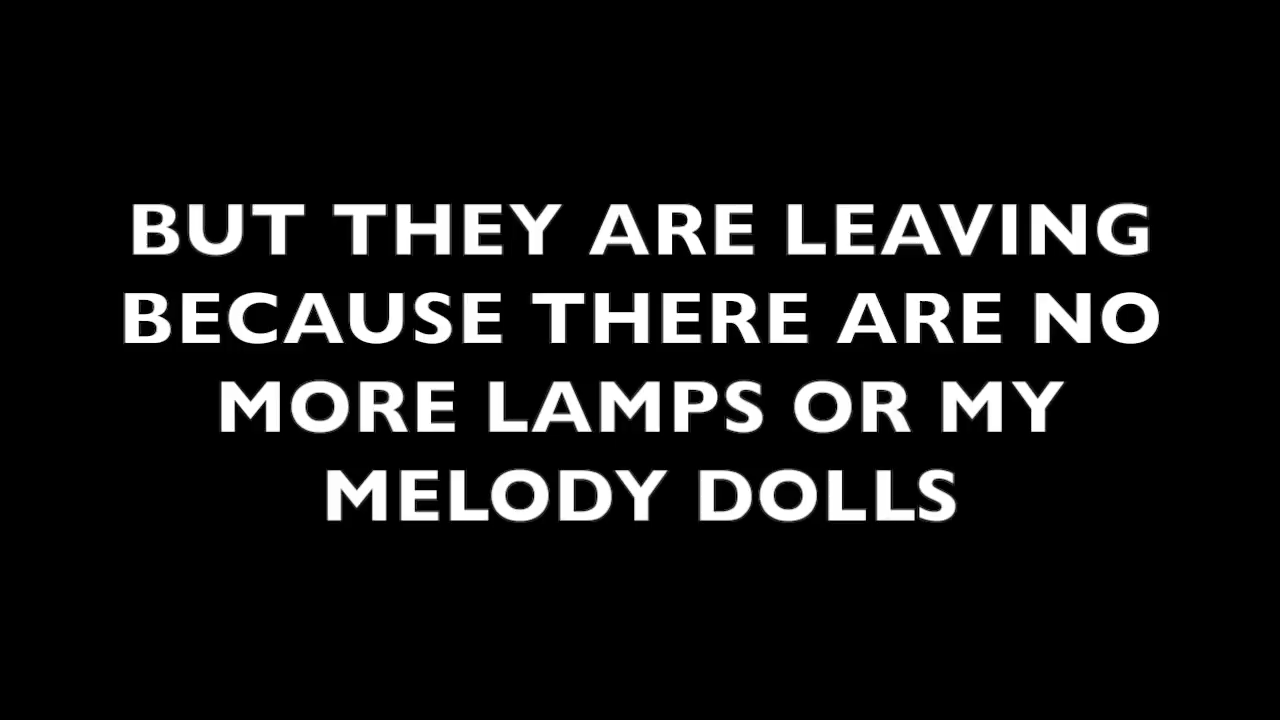 BUT THEY ARE LEAVING
BECAUSE THERE ARE NO
MORE LAMPS OR MY
MELODY DOLLS